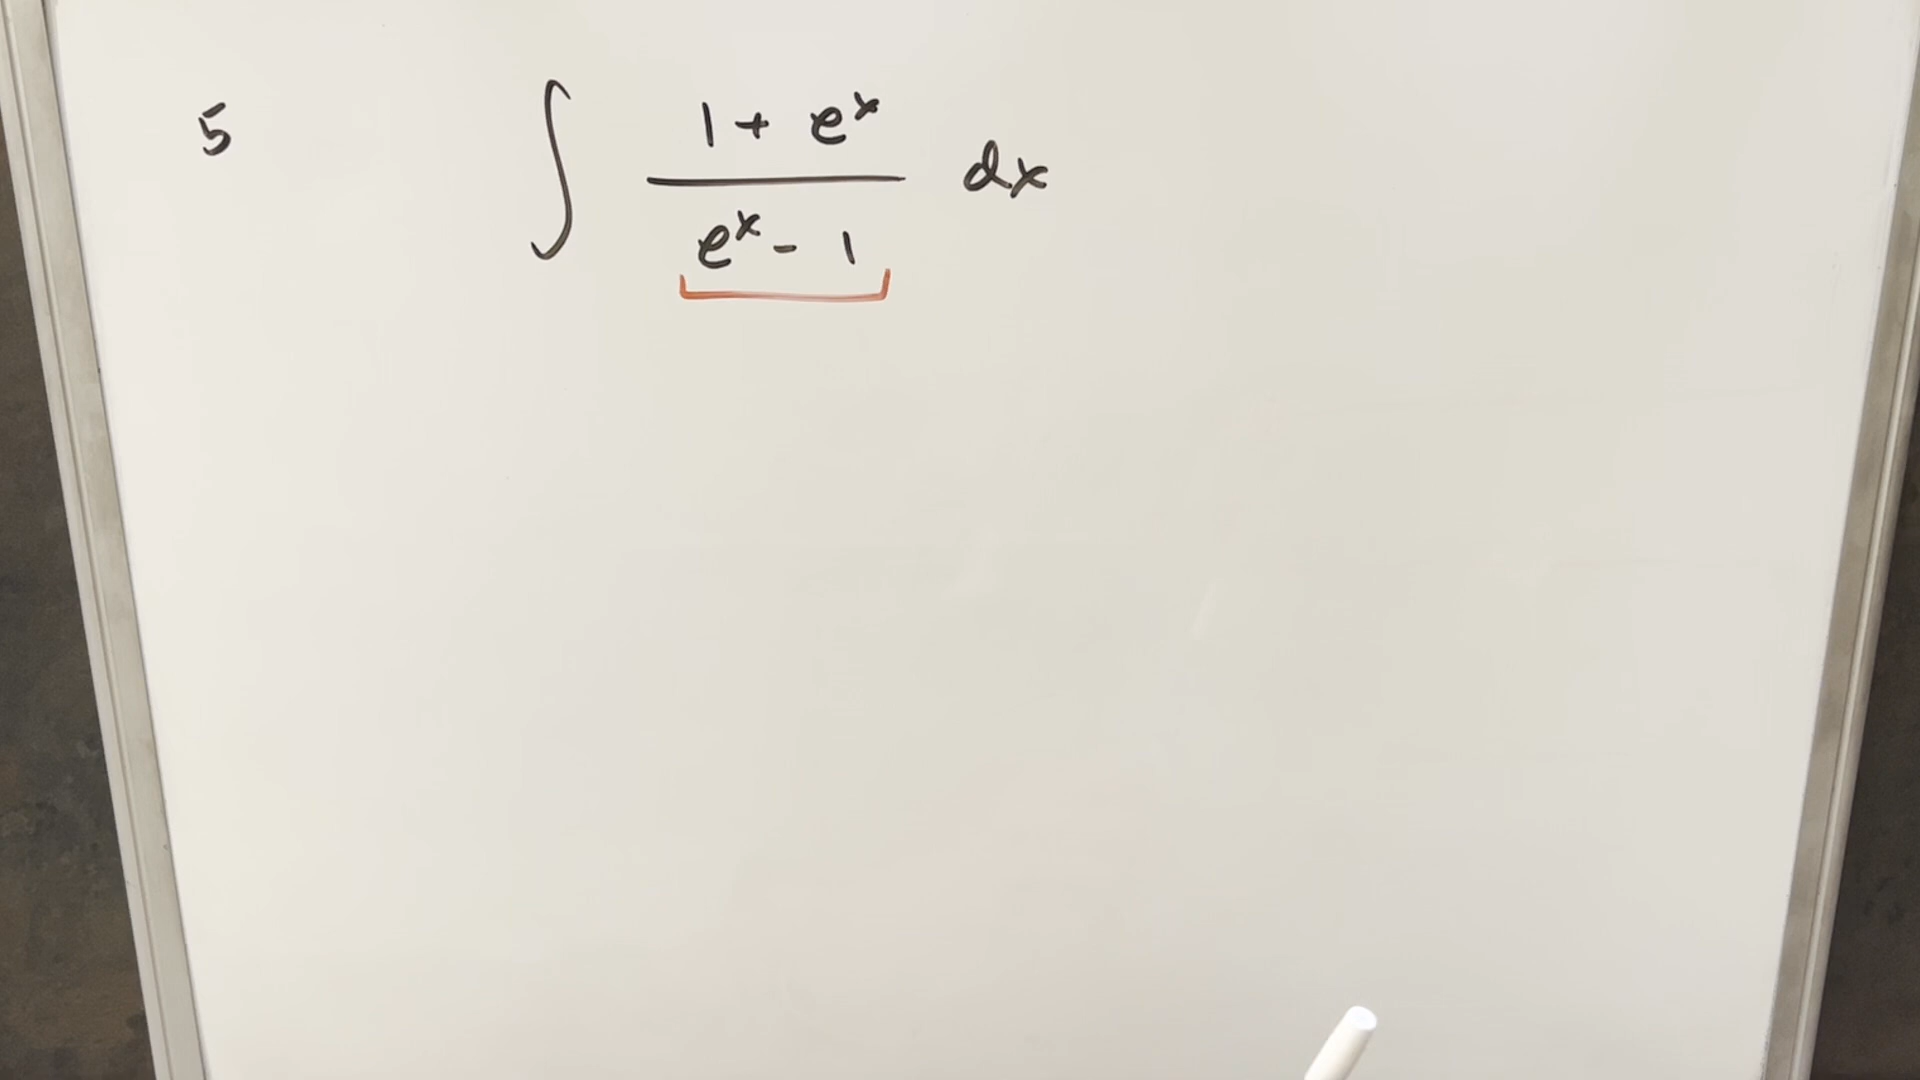 5 ∫ (1 + e^x)/(e^x - 1) dx